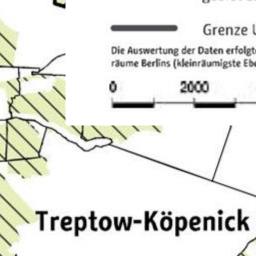 Grenze
Die Auswertung der Daten erfolgte
räume Berlins (kleinräumigste Ebe
0 2000
Treptow-Köpenick